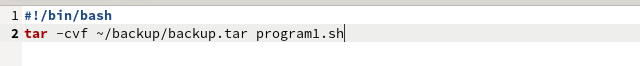 1 #!/bin/bash
2 tar -cvf ~/backup/backup.tar program1.sh